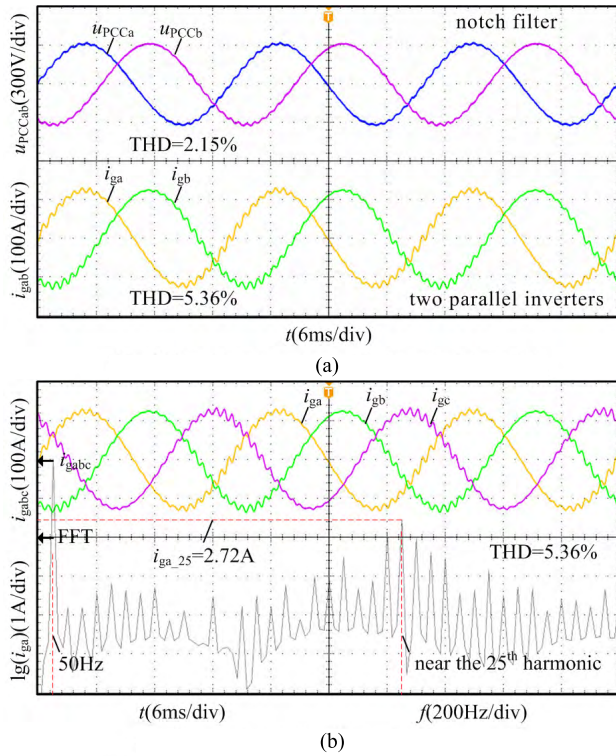 T
u_PCCa
u_PCCb
notch filter
u_PCCab(300V/div)
THD=2.15%
i_ga
i_gb
i_gab(100A/div)
THD=5.36%
two parallel inverters
t(6ms/div)
(a)
T
i_ga
i_gb
i_gc
i_gabc(100A/div)
i_gabc
FFT
i_ga_25=2.72A
THD=5.36%
lg(i_ga)(1A/div)
50Hz
near the 25th harmonic
t(6ms/div)
f(200Hz/div)
(b)